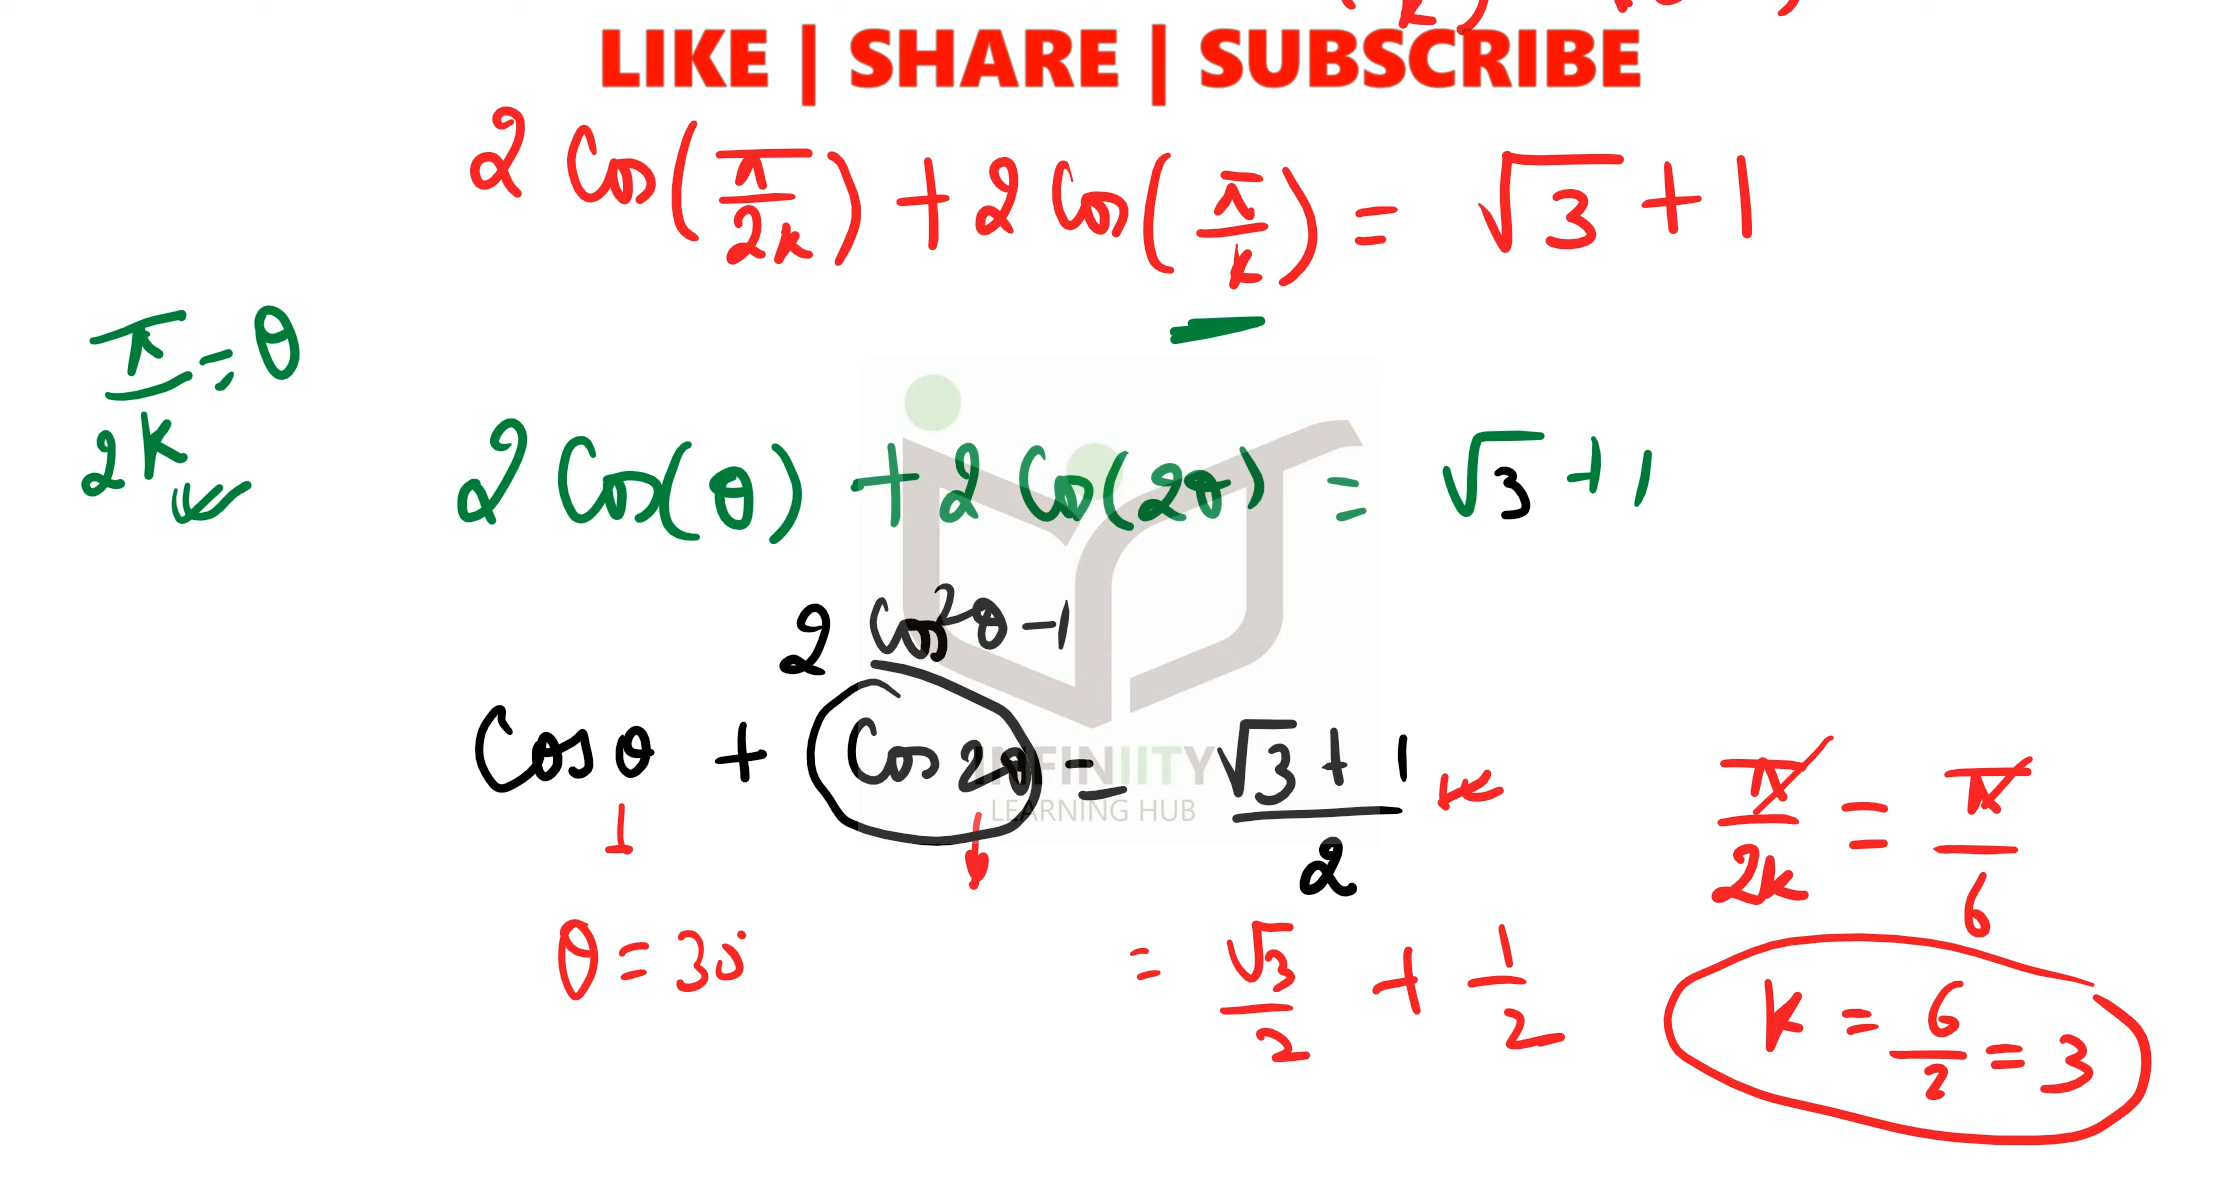 LIKE | SHARE | SUBSCRIBE
2 Cos(π/2k) + 2 Cos(π/k) = √3 + 1
π/2k = θ
2 Cos(θ) + 2 Cos(2θ) = √3 + 1
2 Cos²θ - 1
Cos θ + Cos 2θ = (√3 + 1)/2
INFINIITY
LEARNING HUB
π/2k = π/6
θ = 30°
= √3/2 + 1/2
k = 6/2 = 3